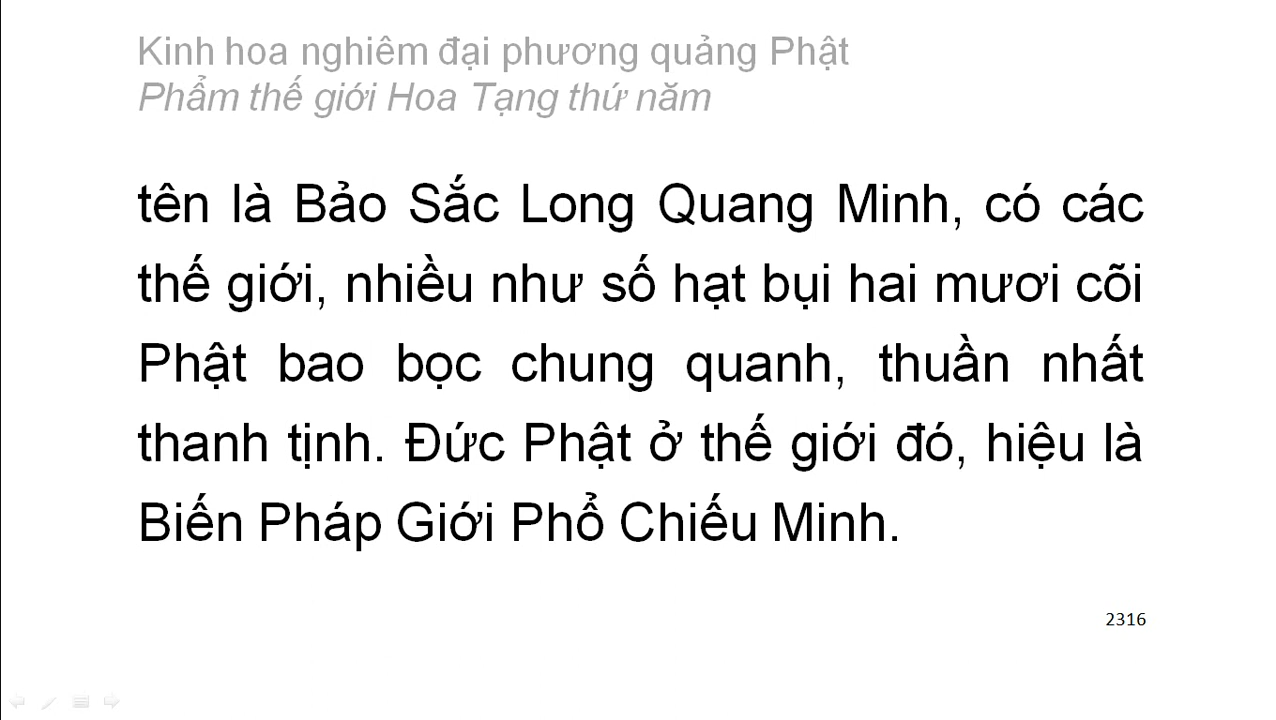 Kinh hoa nghiêm đại phương quảng Phật
Phẩm thế giới Hoa Tạng thứ năm
tên là Bảo Sắc Long Quang Minh, có các
thế giới, nhiều như số hạt bụi hai mươi cõi
Phật bao bọc chung quanh, thuần nhất
thanh tịnh. Đức Phật ở thế giới đó, hiệu là
Biến Pháp Giới Phổ Chiếu Minh.
2316